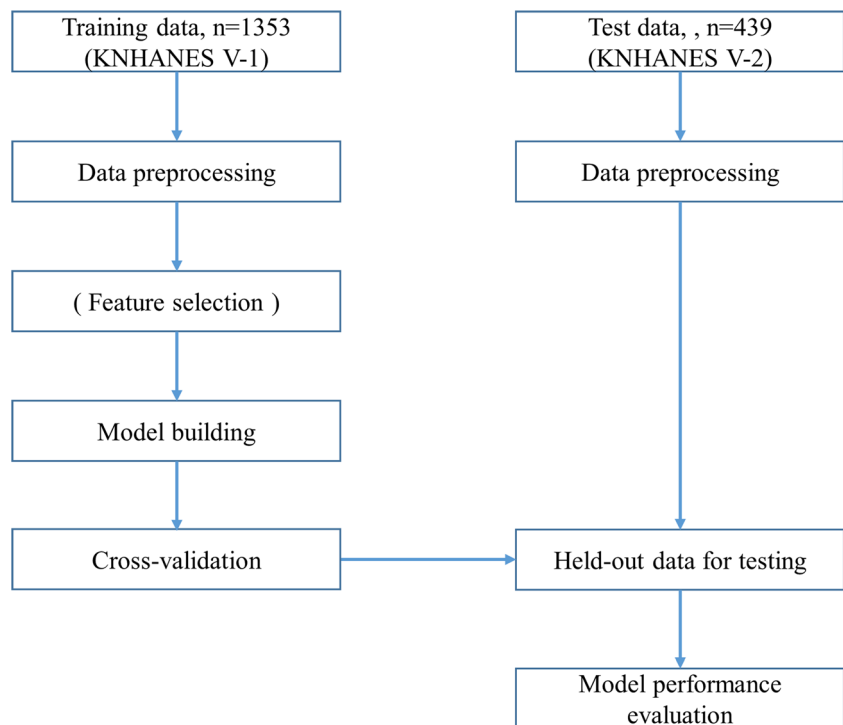 Training data, n=1353
(KNHANES V-1)
Test data, , n=439
(KNHANES V-2)
Data preprocessing
Data preprocessing
( Feature selection )
Model building
Cross-validation
Held-out data for testing
Model performance
evaluation